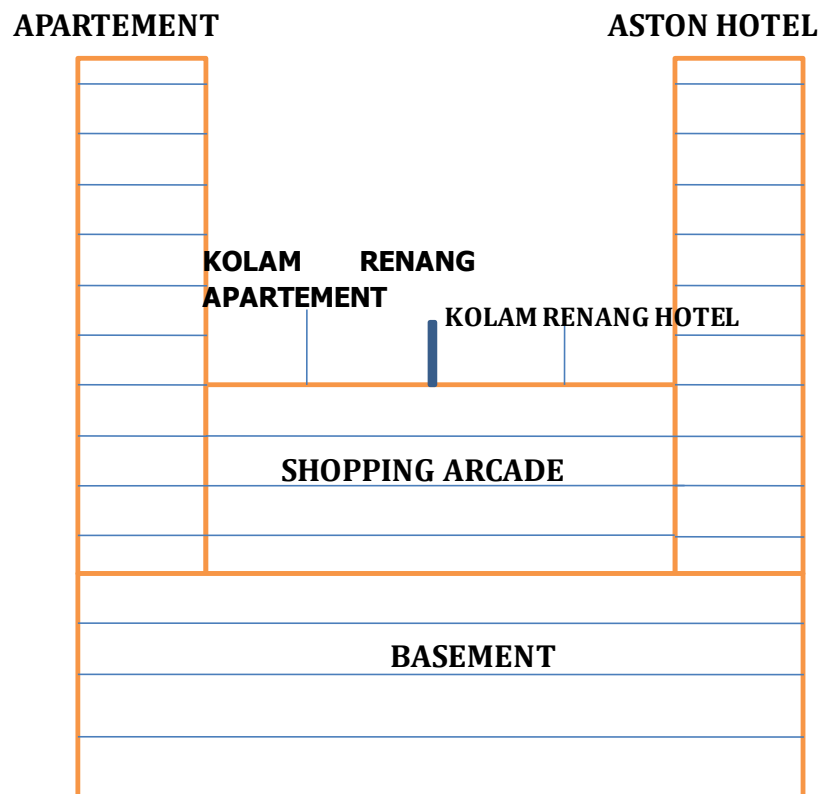 APARTEMENT
ASTON HOTEL
KOLAM RENANG
APARTEMENT
KOLAM RENANG HOTEL
SHOPPING ARCADE
BASEMENT